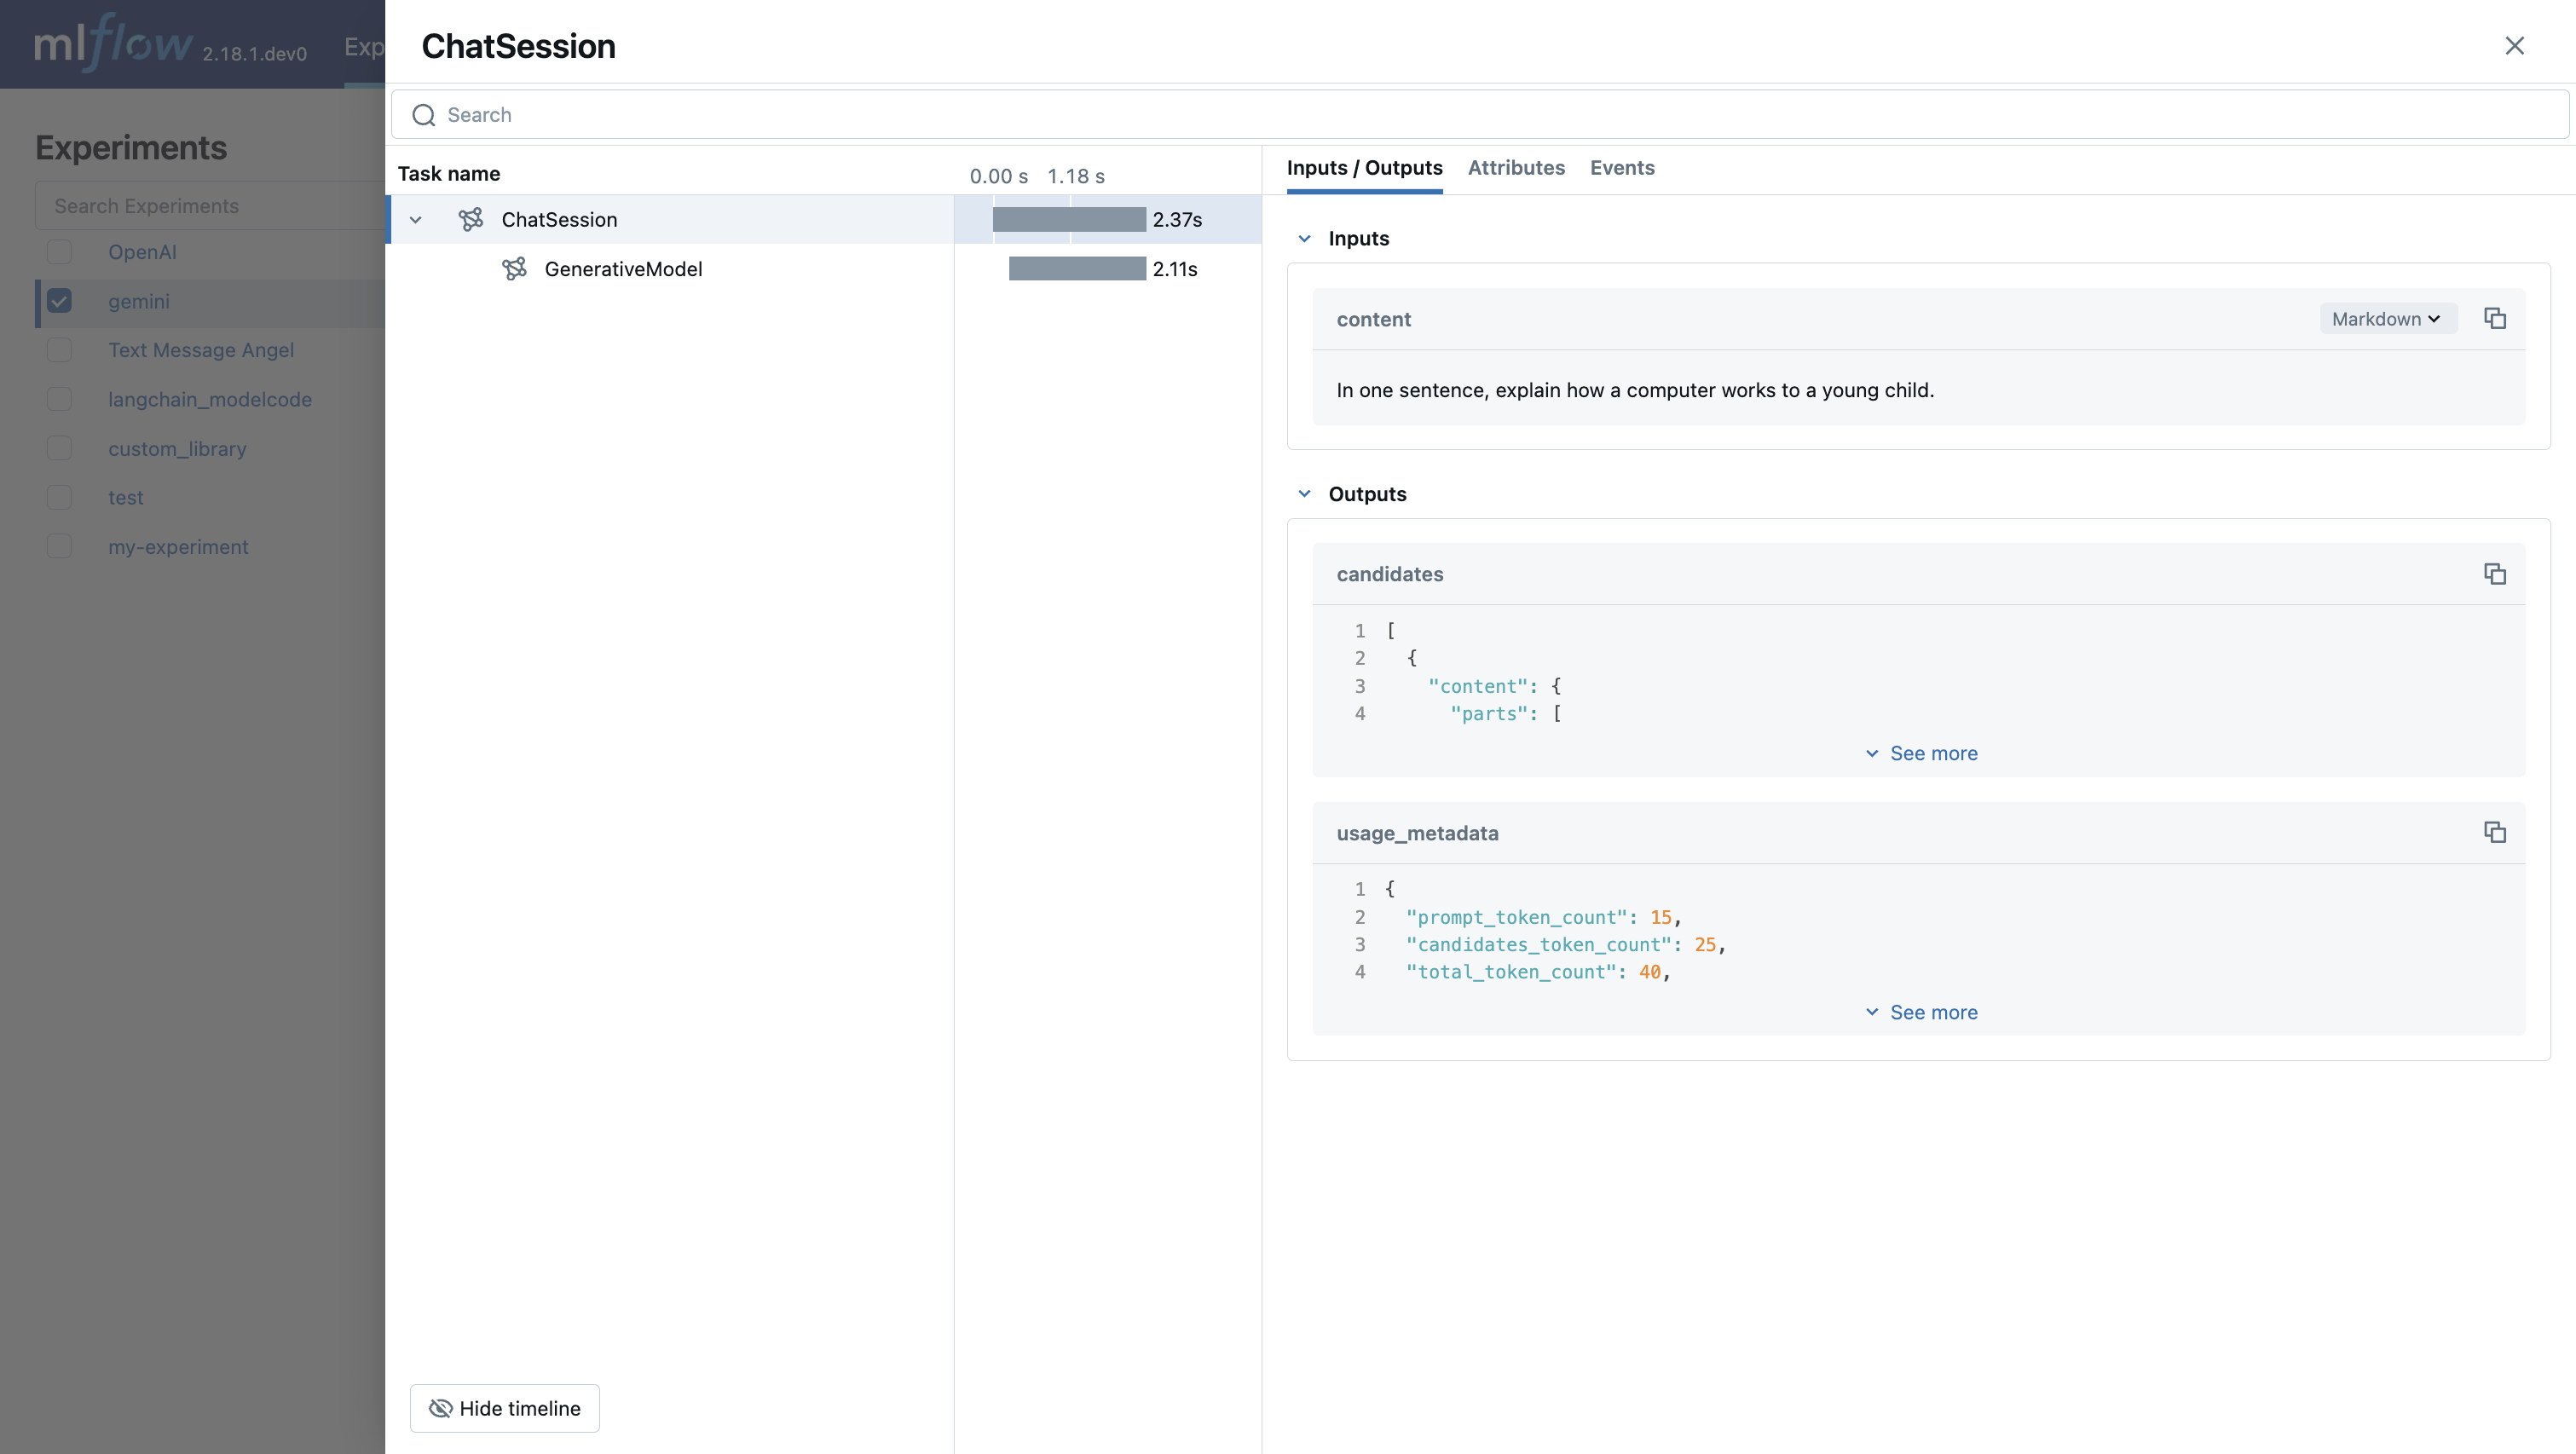 mlflow 2.18.1.dev0 Exp
Experiments
Search Experiments
OpenAI
gemini
Text Message Angel
langchain_modelcode
custom_library
test
my-experiment
ChatSession
Search
Task name
0.00 s 1.18 s
ChatSession 2.37s
GenerativeModel 2.11s
Hide timeline
Inputs / Outputs Attributes Events
Inputs
content Markdown
In one sentence, explain how a computer works to a young child.
Outputs
candidates
1 [
2 {
3 "content": {
4 "parts": [
See more
usage_metadata
1 {
2 "prompt_token_count": 15,
3 "candidates_token_count": 25,
4 "total_token_count": 40,
See more